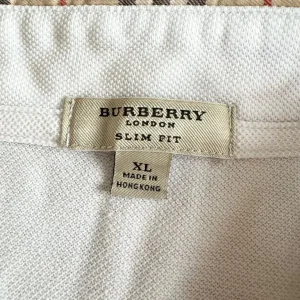 BURBERRY
LONDON
SLIM FIT
XL
MADE IN
HONGKONG